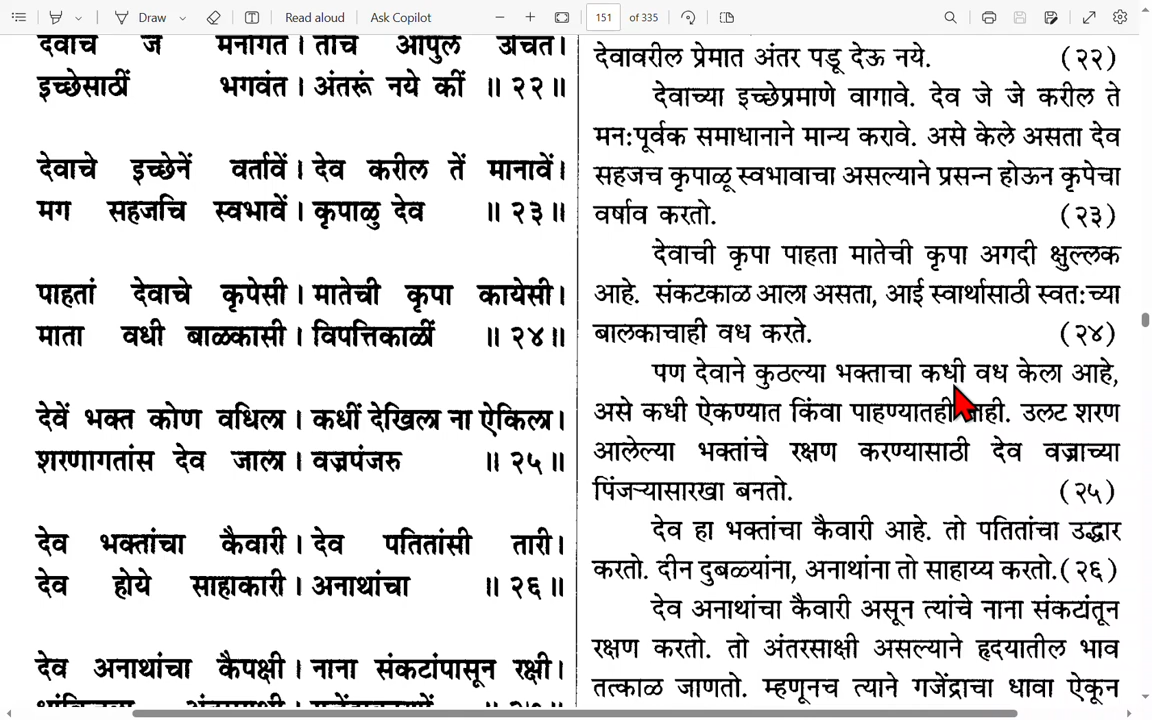 Draw
Read aloud
Ask Copilot
151 of 335
देवाचे जे मनोगत। तेंचि आपुलें उचित।
इच्छेसाठीं भगवंत। अंतरूं नये कीं ॥ २२॥
देवाचे इच्छेनें वर्तावें। देव करील तें मानावें।
मग सहजचि स्वभावें। कृपाळु देव ॥ २३॥
पाहतां देवाचे कृपेसी। मातेची कृपा कायेसी।
माता वधी बाळकासी। विपत्तिकाळीं ॥ २४॥
देवें भक्त कोण वधिला। कधीं देखिला ना ऐकिला।
शरणागतांस देव जाला। वज्रपंजरु ॥ २५॥
देव भक्तांचा कैवारी। देव पतितांसी तारी।
देव होये साहाकारी। अनाथांचा ॥ २६॥
देव अनाथांचा कैपक्षी। नाना संकटांपासून रक्षी।
देवावरील प्रेमात अंतर पडू देऊ नये. (२२)
देवाच्या इच्छेप्रमाणे वागावे. देव जे जे करील ते
मन:पूर्वक समाधानाने मान्य करावे. असे केले असता देव
सहजच कृपाळू स्वभावाचा असल्याने प्रसन्न होऊन कृपेचा
वर्षाव करतो. (२३)
देवाची कृपा पाहता मातेची कृपा अगदी क्षुल्लक
आहे. संकटकाळ आला असता, आई स्वार्थासाठी स्वत:च्या
बालकाचाही वध करते. (२४)
पण देवाने कुठल्या भक्ताचा कधी वध केला आहे,
असे कधी ऐकण्यात किंवा पाहण्यातही नाही. उलट शरण
आलेल्या भक्तांचे रक्षण करण्यासाठी देव वज्राच्या
पिंजऱ्यासारखा बनतो. (२५)
देव हा भक्तांचा कैवारी आहे. तो पतितांचा उद्धार
करतो. दीन दुबळ्यांना, अनाथांना तो साहाय्य करतो.(२६)
देव अनाथांचा कैवारी असून त्यांचे नाना संकटांतून
रक्षण करतो. तो अंतरसाक्षी असल्याने हृदयातील भाव
तत्काळ जाणतो. म्हणूनच त्याने गजेंद्राचा धावा ऐकून